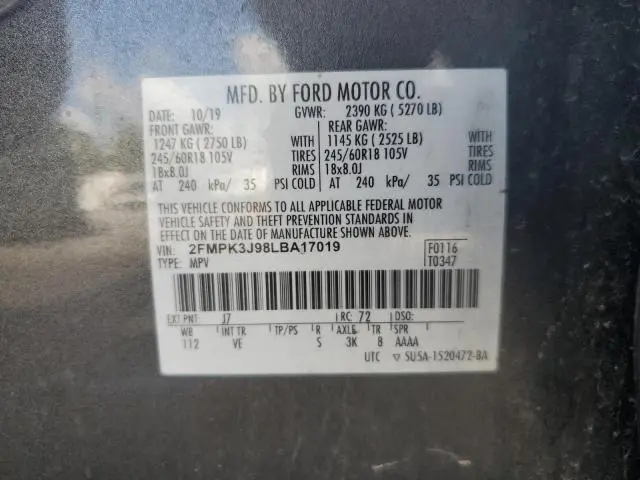 MFD. BY FORD MOTOR CO.
DATE: 10/19 GVWR: 2390 KG ( 5270 LB)
FRONT GAWR: REAR GAWR:
1247 KG ( 2750 LB) WITH 1145 KG ( 2525 LB) WITH
245/60R18 105V TIRES 245/60R18 105V TIRES
18x8.0J RIMS 18x8.0J RIMS
AT 240 kPa/ 35 PSI COLD AT 240 kPa/ 35 PSI COLD
THIS VEHICLE CONFORMS TO ALL APPLICABLE FEDERAL MOTOR
VEHICLE SAFETY AND THEFT PREVENTION STANDARDS IN
EFFECT ON THE DATE OF MANUFACTURE SHOWN ABOVE.
VIN: 2FMPK3J98LBA17019 F0116
TYPE: MPV T0347
EXT PNT: J7 RC: 72 DSO:
WB INT TR TP/PS R AXLE TR SPR
112 VE S 3K 8 AAAA
UTC ▽ 5U5A-1520472-BA